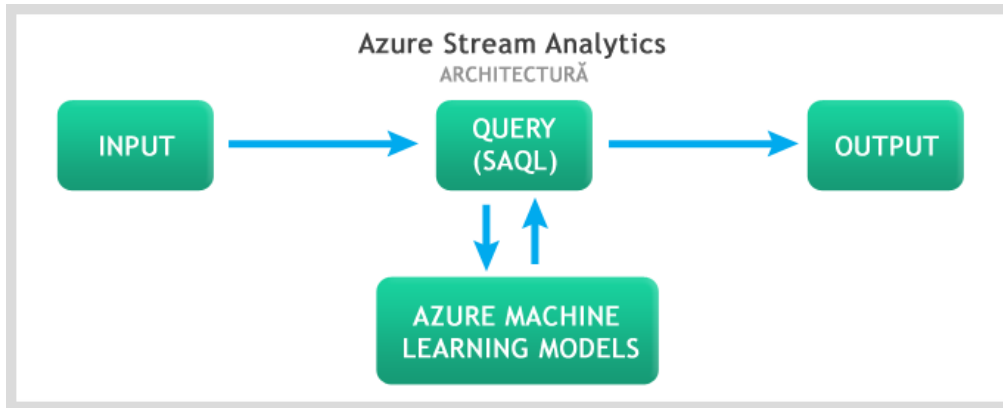 Azure Stream Analytics
ARCHITECTURĂ
INPUT
QUERY
(SAQL)
OUTPUT
AZURE MACHINE
LEARNING MODELS